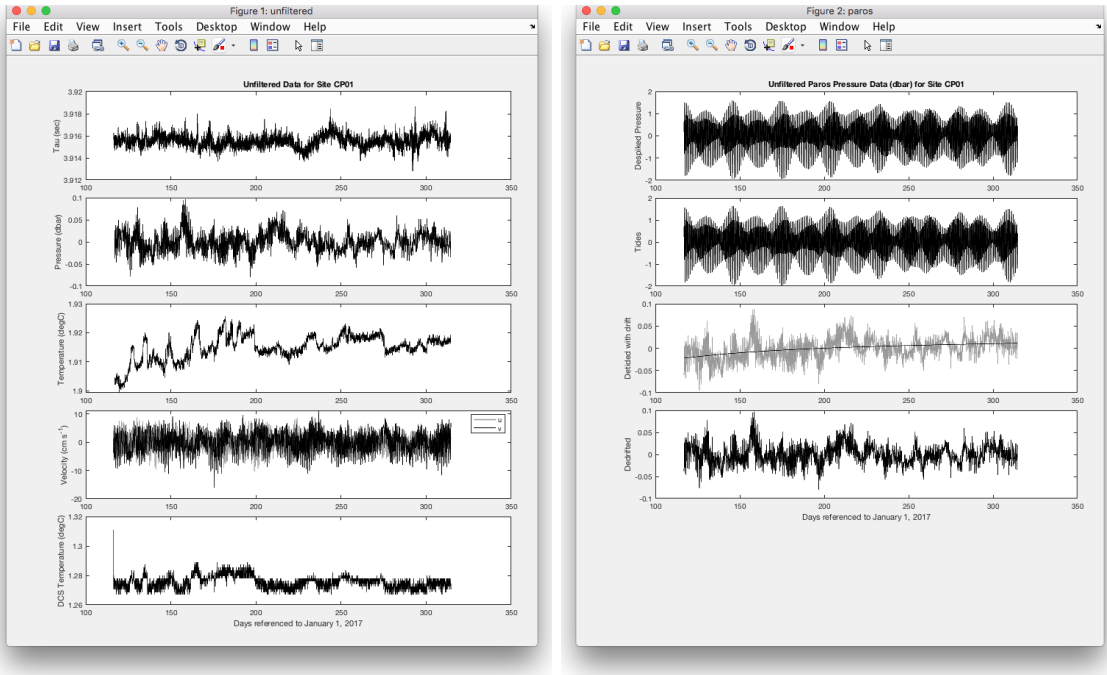 Figure 1: unfiltered
File Edit View Insert Tools Desktop Window Help
Unfiltered Data for Site CP01
3.92
3.918
3.916
3.914
3.912
Tau (sec)
100 150 200 250 300 350
0.1
0.05
0
-0.05
-0.1
Pressure (dbar)
100 150 200 250 300 350
1.93
1.92
1.91
1.9
Temperature (degC)
100 150 200 250 300 350
10
0
-10
-20
Velocity (cm s-1)
u
v
100 150 200 250 300 350
1.32
1.3
1.28
1.26
DCS Temperature (degC)
100 150 200 250 300 350
Days referenced to January 1, 2017
Figure 2: paros
File Edit View Insert Tools Desktop Window Help
Unfiltered Paros Pressure Data (dbar) for Site CP01
2
1
0
-1
-2
Despiked Pressure
100 150 200 250 300 350
2
1
0
-1
-2
Tides
100 150 200 250 300 350
0.1
0.05
0
-0.05
-0.1
Detided with drift
100 150 200 250 300 350
0.1
0.05
0
-0.05
-0.1
Dedrifted
100 150 200 250 300 350
Days referenced to January 1, 2017